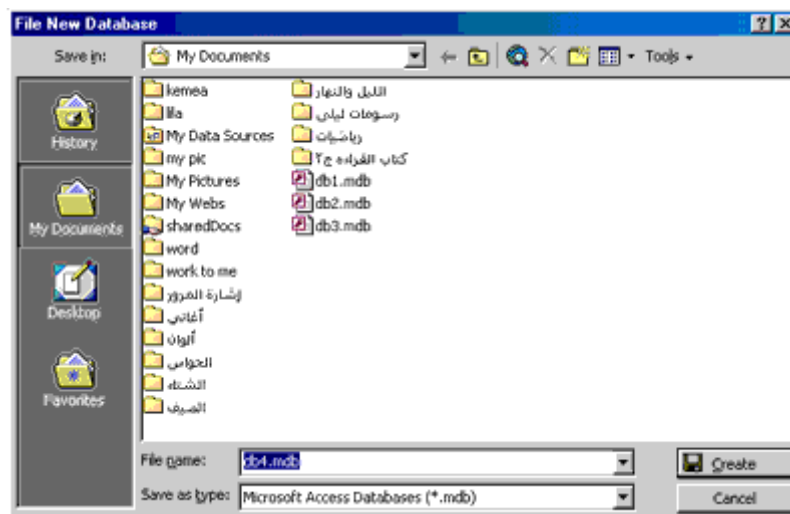 File New Database
Save in:
My Documents
Tools
History
My Documents
Desktop
Favorites
kemea
lila
My Data Sources
my pic
My Pictures
My Webs
sharedDocs
word
work to me
إشارة المرور
أغاني
ألوان
الحواس
الشتاء
الصيف
الليل والنهار
رسومات ليلى
رياضيات
كتاب القراءه ج٢
db1.mdb
db2.mdb
db3.mdb
File name:
db4.mdb
Create
Save as type:
Microsoft Access Databases (*.mdb)
Cancel